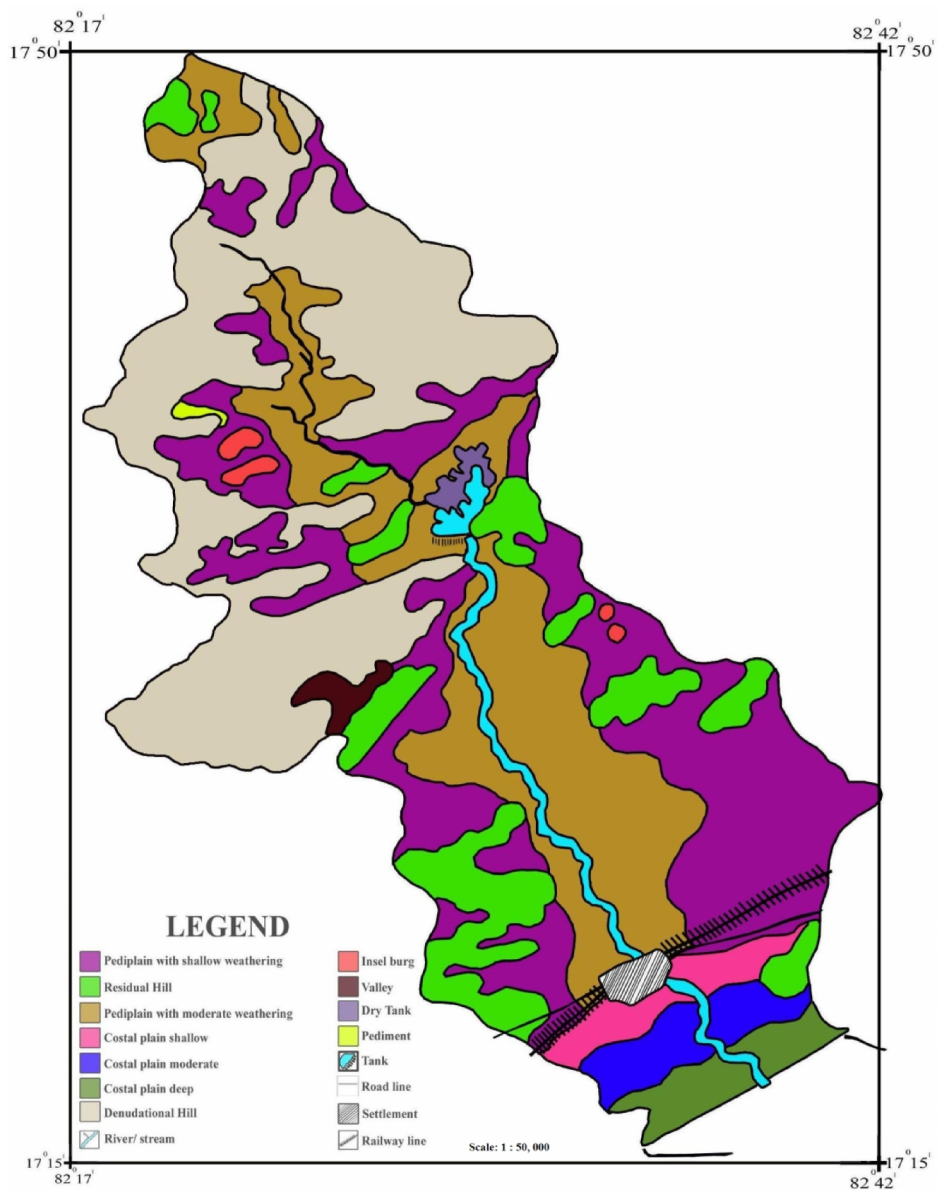 82° 17' 82° 42'
17° 50' 17° 50'
LEGEND
Pediplain with shallow weathering
Residual Hill
Pediplain with moderate weathering
Costal plain shallow
Costal plain moderate
Costal plain deep
Denudational Hill
River/ stream
Insel burg
Valley
Dry Tank
Pediment
Tank
Road line
Settlement
Railway line
Scale: 1 : 50, 000
17° 15' 17° 15'
82° 17' 82° 42'